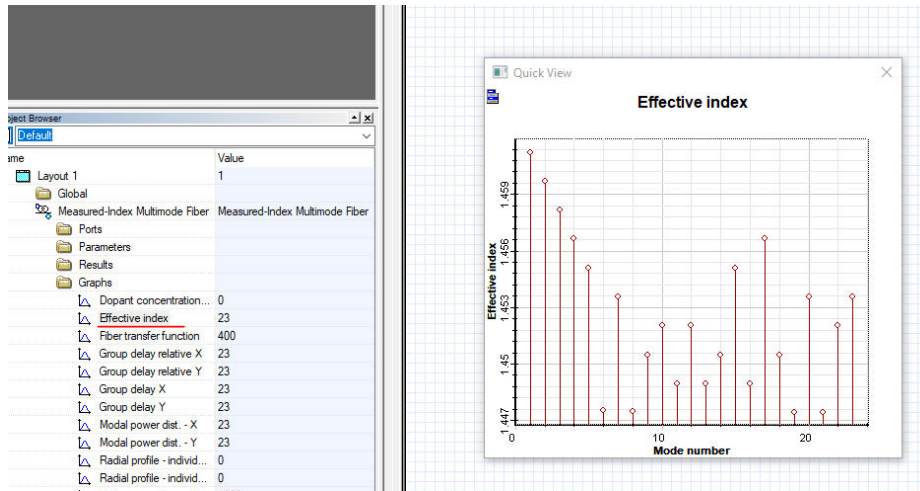 oject Browser
Default
ame Value
Layout 1 1
Global
Measured-Index Multimode Fiber Measured-Index Multimode Fiber
Ports
Parameters
Results
Graphs
Dopant concentration... 0
Effective index 23
Fiber transfer function 400
Group delay relative X 23
Group delay relative Y 23
Group delay X 23
Group delay Y 23
Modal power dist. - X 23
Modal power dist. - Y 23
Radial profile - individ... 0
Radial profile - individ... 0
Quick View
Effective index
Effective index
1.459
1.456
1.453
1.45
1.447
0 10 20
Mode number